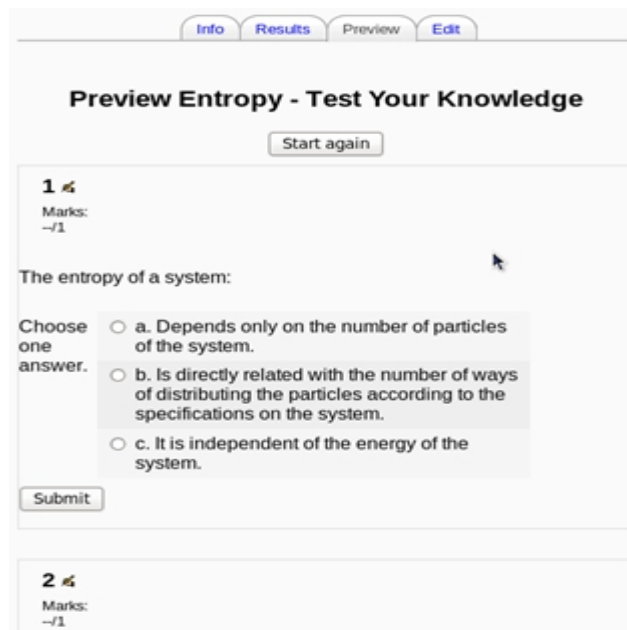 Info Results Preview Edit
Preview Entropy - Test Your Knowledge
Start again
1
Marks:
--/1
The entropy of a system:
Choose
one
answer.
a. Depends only on the number of particles
of the system.
b. Is directly related with the number of ways
of distributing the particles according to the
specifications on the system.
c. It is independent of the energy of the
system.
Submit
2
Marks:
--/1